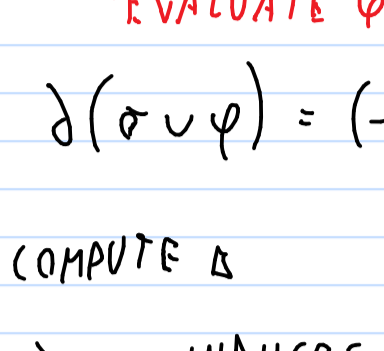 EVALUATE φ
∂(σ ∪ φ) = (-
COMPUTE Δ